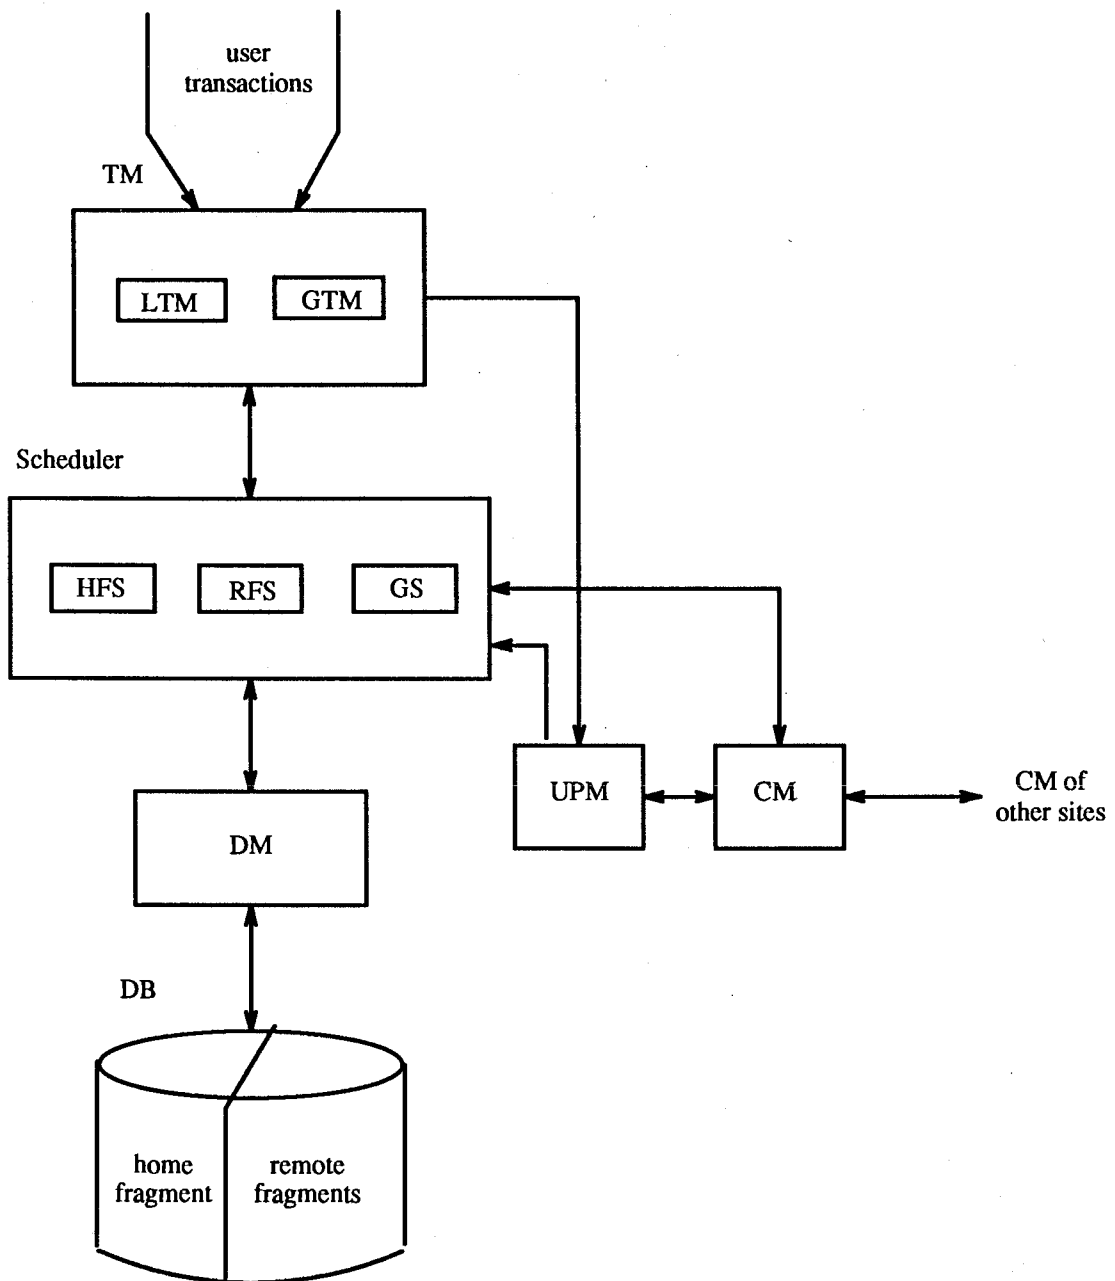 user
transactions
TM
LTM
GTM
Scheduler
HFS
RFS
GS
UPM
CM
CM of
other sites
DM
DB
home
fragment
remote
fragments